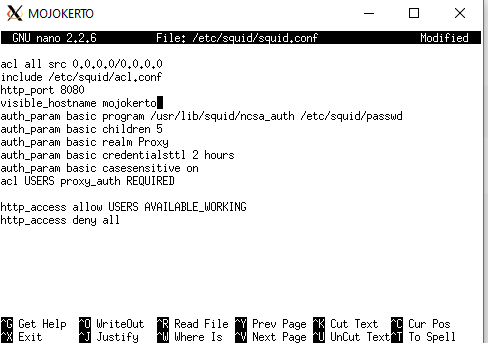 MOJOKERTO
GNU nano 2.2.6 File: /etc/squid/squid.conf Modified
acl all src 0.0.0.0/0.0.0.0
include /etc/squid/acl.conf
http_port 8080
visible_hostname mojokerto
auth_param basic program /usr/lib/squid/ncsa_auth /etc/squid/passwd
auth_param basic children 5
auth_param basic realm Proxy
auth_param basic credentialsttl 2 hours
auth_param basic casesensitive on
acl USERS proxy_auth REQUIRED
http_access allow USERS AVAILABLE_WORKING
http_access deny all
^G Get Help ^O WriteOut ^R Read File ^Y Prev Page ^K Cut Text ^C Cur Pos
^X Exit ^J Justify ^W Where Is ^V Next Page ^U UnCut Text ^T To Spell